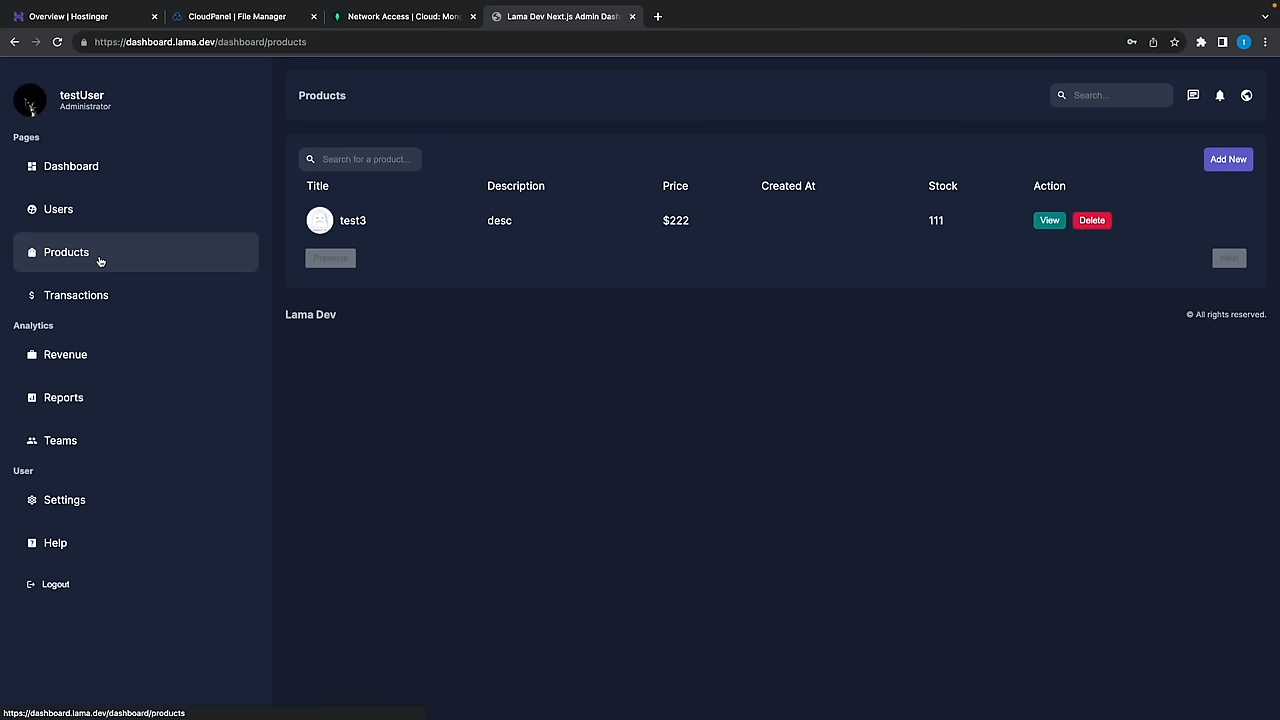 Overview | Hostinger
CloudPanel | File Manager
Network Access | Cloud: Mon
Lama Dev Next.js Admin Dash
https://dashboard.lama.dev/dashboard/products
t
testUser
Administrator
Pages
Dashboard
Users
Products
Transactions
Analytics
Revenue
Reports
Teams
User
Settings
Help
Logout
Products
Search...
Search for a product...
Add New
Title Description Price Created At Stock Action
test3 desc $222 111 View Delete
Previous Next
Lama Dev
© All rights reserved.
https://dashboard.lama.dev/dashboard/products